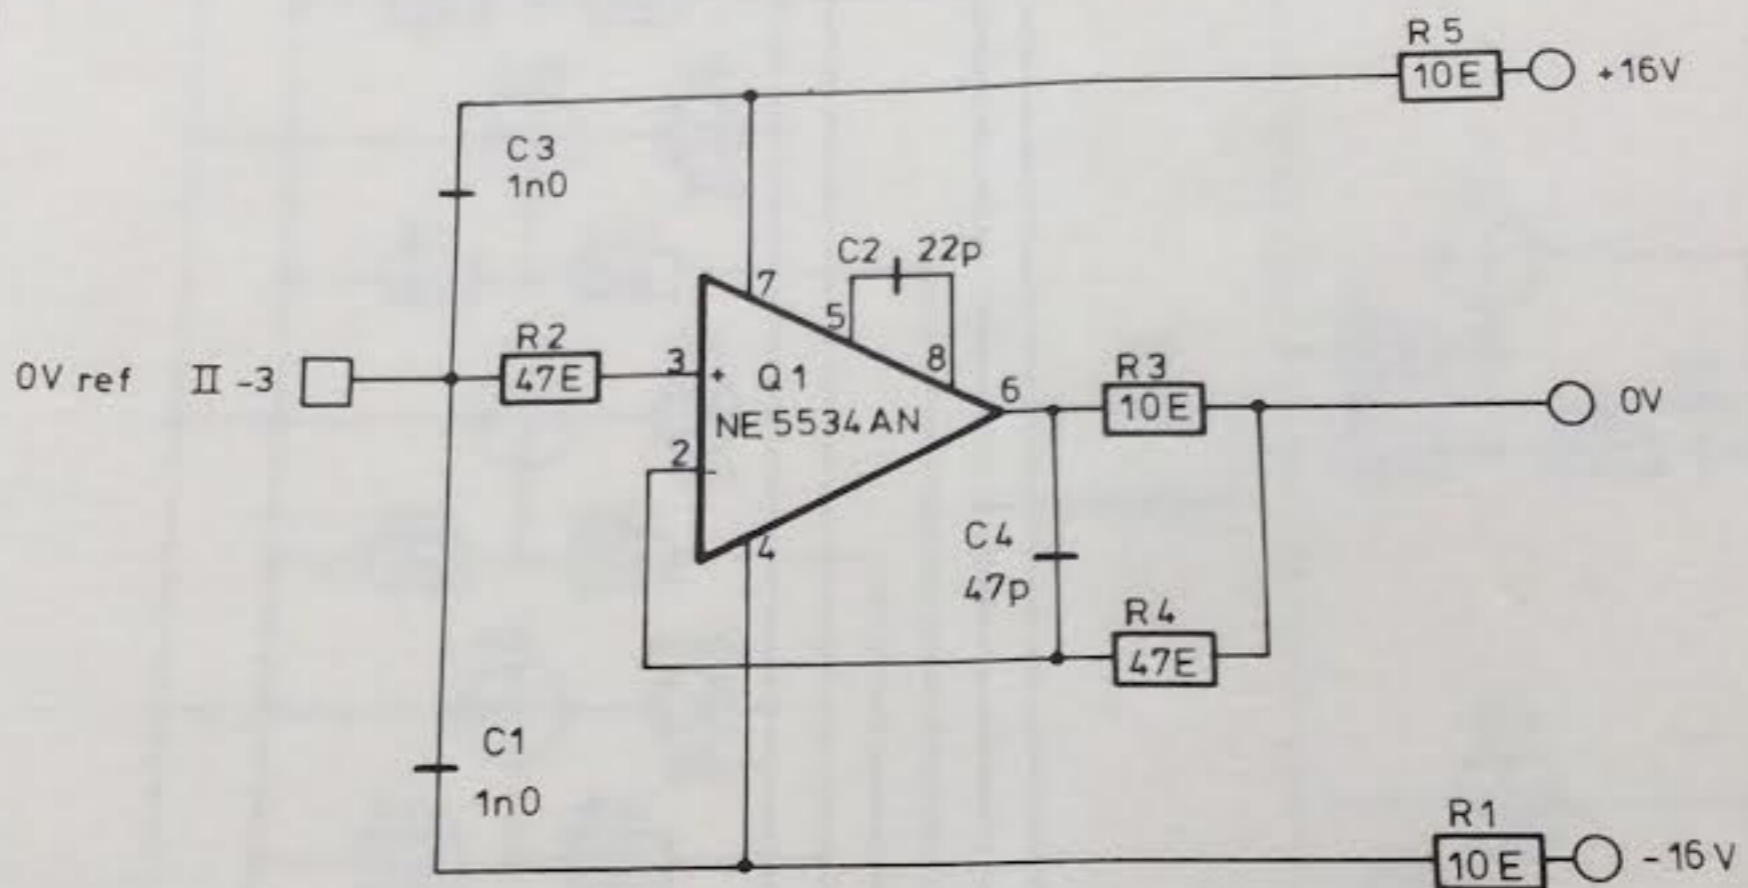 R5
10E
+16V
C3
1n0
C2 22p
7
5
8
R2
47E
3
+
Q1
NE5534AN
6
R3
10E
0V
0V ref II-3
2
-
4
C4
47p
R4
47E
C1
1n0
R1
10E
-16V